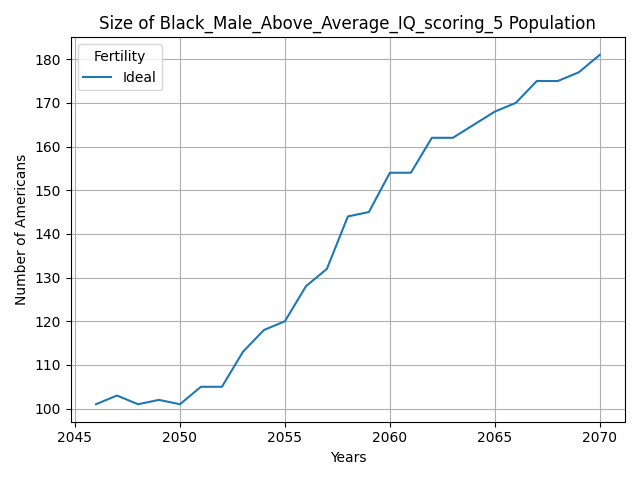 Size of Black_Male_Above_Average_IQ_scoring_5 Population
Fertility
Ideal
Number of Americans
180
170
160
150
140
130
120
110
100
2045 2050 2055 2060 2065 2070
Years